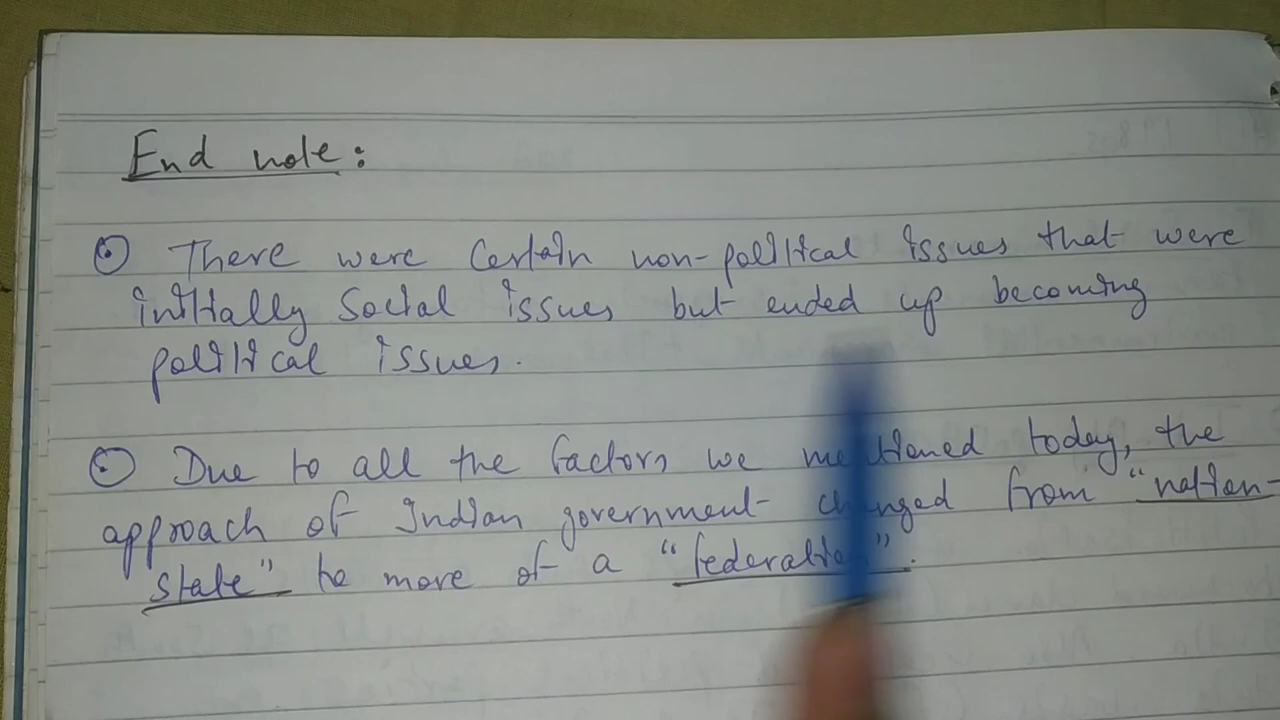 End note:
There were certain non-political issues that were
initially social issues but ended up becoming
political issues.
Due to all the factors we mentioned today, the
approach of Indian government changed from "nation-
state" to more of a "federation".